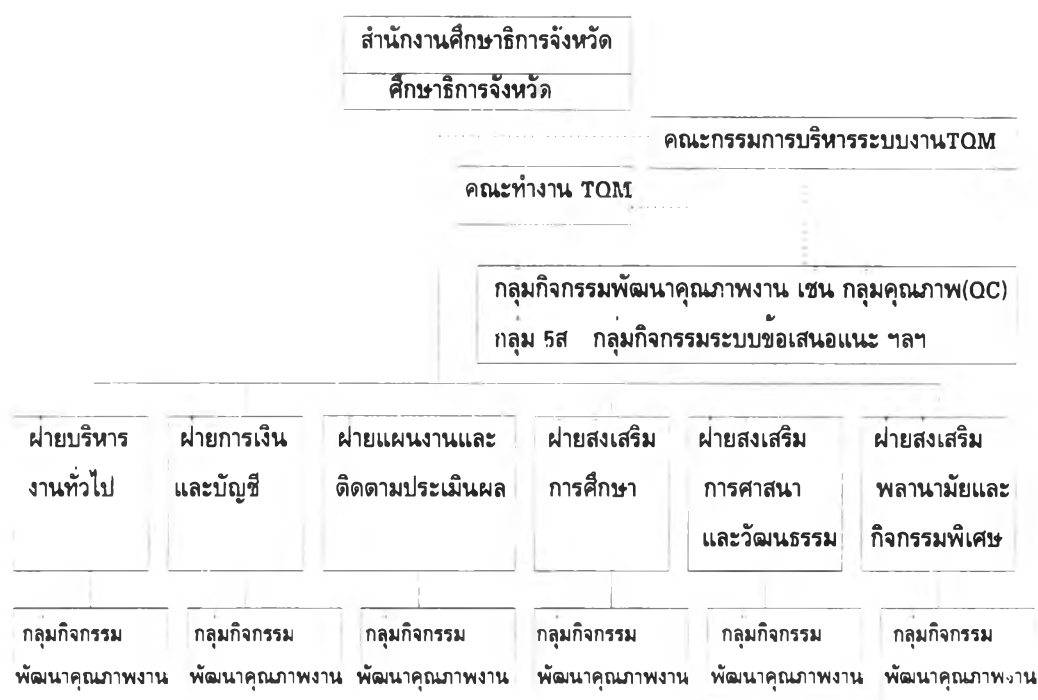 สำนักงานศึกษาธิการจังหวัด
ศึกษาธิการจังหวัด
คณะกรรมการบริหารระบบงานTQM
คณะทำงาน TQM
กลุ่มกิจกรรมพัฒนาคุณภาพงาน เช่น กลุ่มคุณภาพ(QC)
กลุ่ม 5ส กลุ่มกิจกรรมระบบข้อเสนอแนะ ฯลฯ
ฝ่ายบริหาร
งานทั่วไป
ฝ่ายการเงิน
และบัญชี
ฝ่ายแผนงานและ
ติดตามประเมินผล
ฝ่ายส่งเสริม
การศึกษา
ฝ่ายส่งเสริม
การศาสนา
และวัฒนธรรม
ฝ่ายส่งเสริม
พลานามัยและ
กิจกรรมพิเศษ
กลุ่มกิจกรรม
พัฒนาคุณภาพงาน
กลุ่มกิจกรรม
พัฒนาคุณภาพงาน
กลุ่มกิจกรรม
พัฒนาคุณภาพงาน
กลุ่มกิจกรรม
พัฒนาคุณภาพงาน
กลุ่มกิจกรรม
พัฒนาคุณภาพงาน
กลุ่มกิจกรรม
พัฒนาคุณภาพงาน